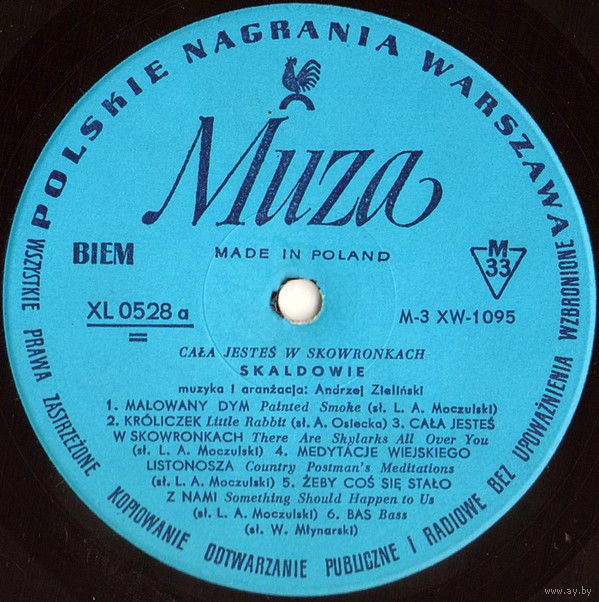 POLSKIE NAGRANIA WARSZAWA
Muza
MADE IN POLAND
BIEM
M
33
XL 0528 a
M-3 XW-1095
CAŁA JESTEŚ W SKOWRONKACH
SKALDOWIE
muzyka i aranżacja: Andrzej Zieliński
1. MALOWANY DYM Painted Smoke (sł. L. A. Moczulski)
2. KRÓLICZEK Little Rabbit (sł. A. Osiecka) 3. CAŁA JESTEŚ
W SKOWRONKACH There Are Skylarks All Over You
(sł. L. A. Moczulski) 4. MEDYTACJE WIEJSKIEGO
LISTONOSZA Country Postman's Meditations
(sł. L. A. Moczulski) 5. ŻEBY COŚ SIĘ STAŁO
Z NAMI Something Should Happen to Us
(sł. L. A. Moczulski) 6. BAS Bass
(sł. W. Młynarski)
WSZYSTKIE PRAWA ZASTRZEŻONE KOPIOWANIE ODTWARZANIE PUBLICZNE I RADIOWE BEZ UPOWAŻNIENIA WZBRONIONE
www.ay.by